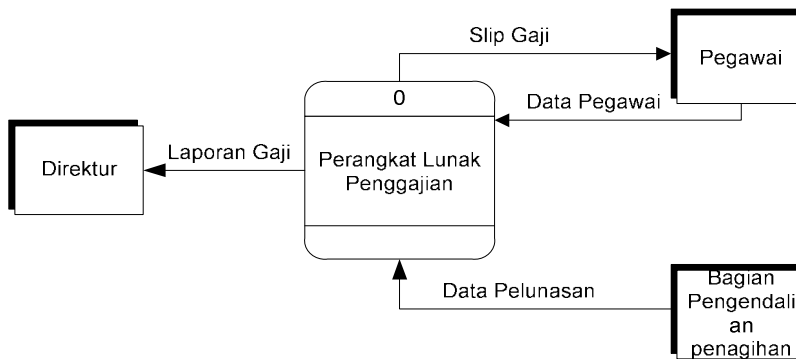 Slip Gaji
Pegawai
0
Data Pegawai
Direktur
Laporan Gaji
Perangkat Lunak
Penggajian
Data Pelunasan
Bagian
Pengendali
an
penagihan